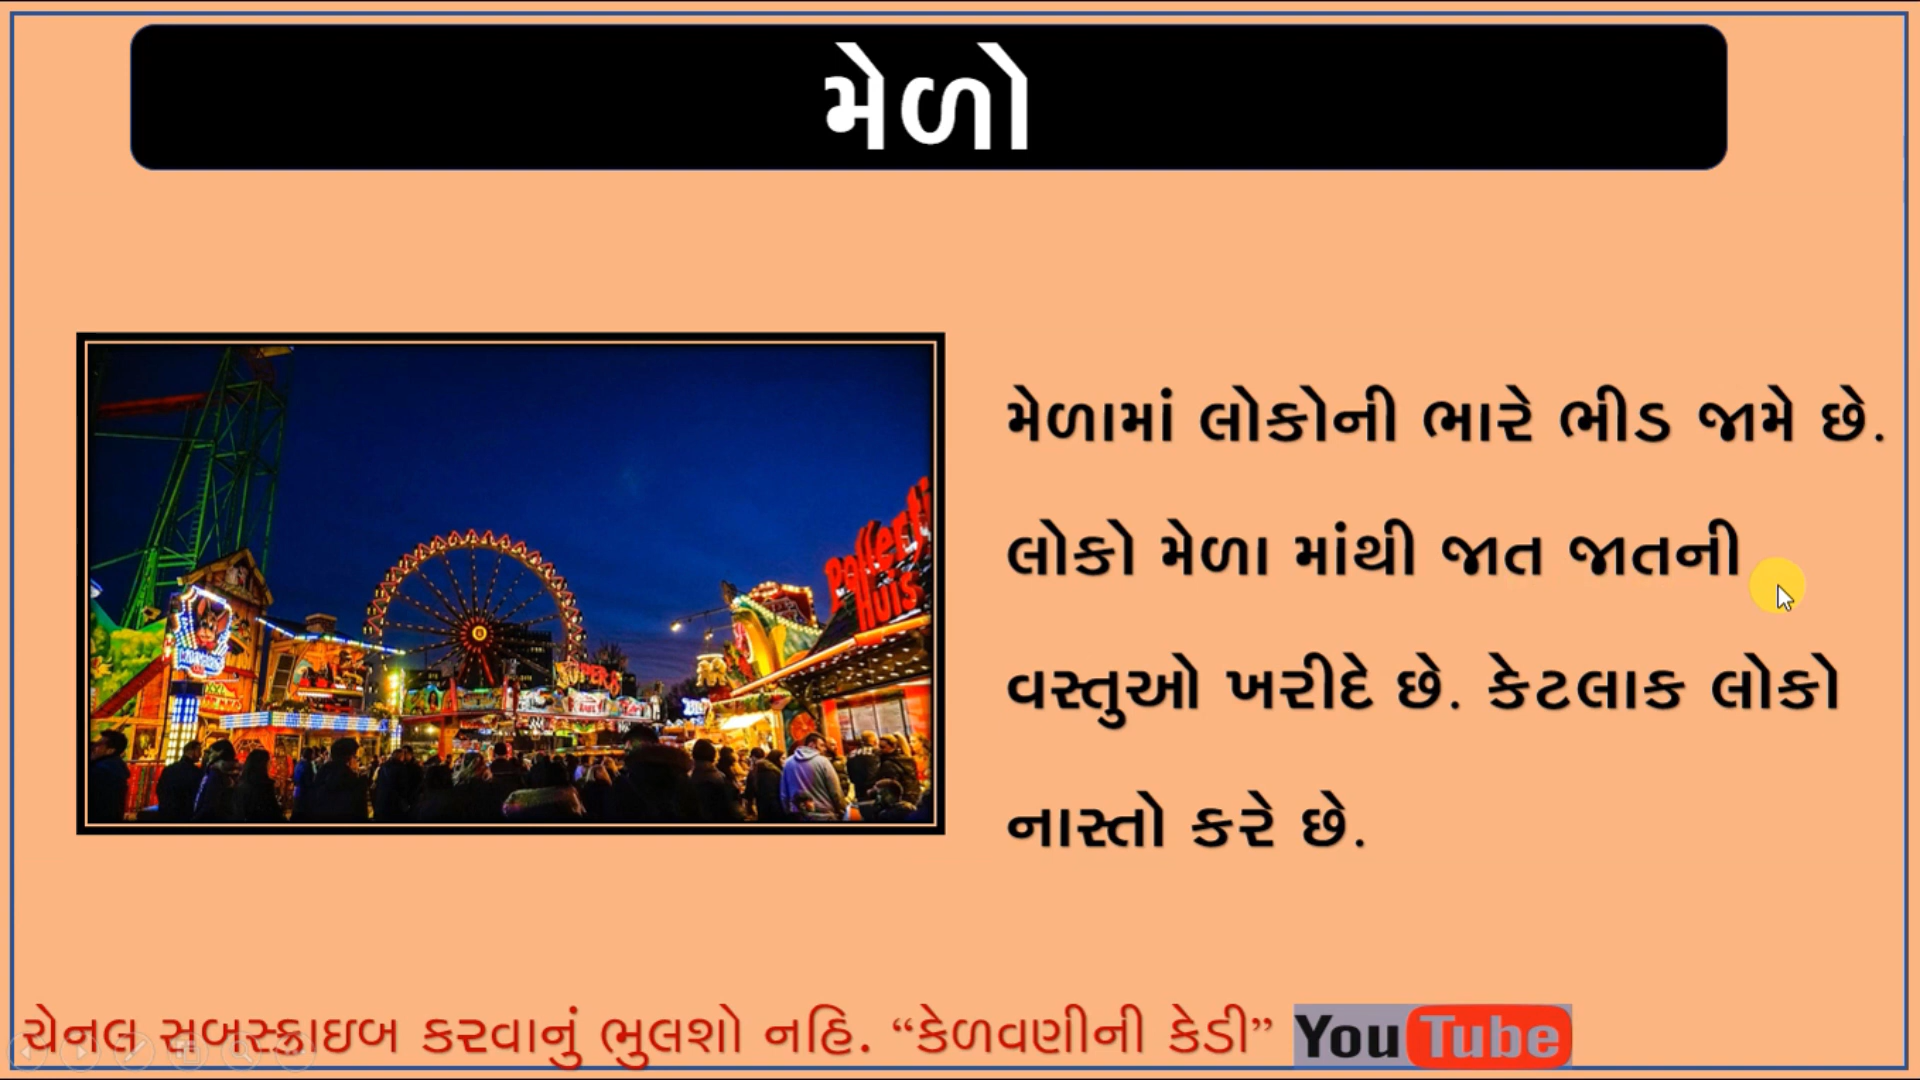 મેળો
મેળામાં લોકોની ભારે ભીડ જામે છે.
લોકો મેળા માંથી જાત જાતની
વસ્તુઓ ખરીદે છે. કેટલાક લોકો
નાસ્તો કરે છે.
ચેનલ સબસ્ક્રાઇબ કરવાનું ભુલશો નહિ. “કેળવણીની કેડી” YouTube